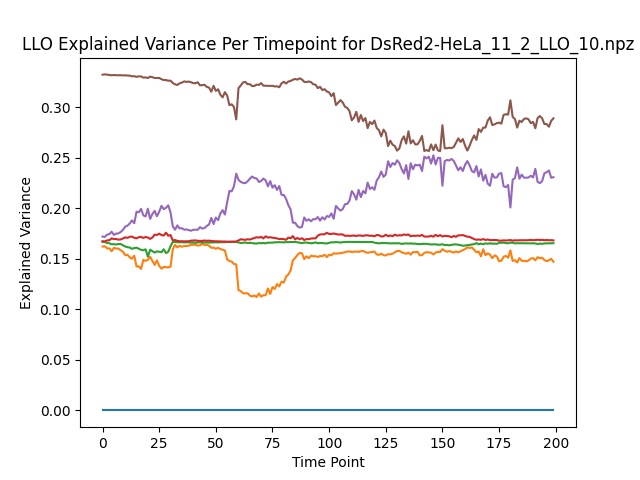 LLO Explained Variance Per Timepoint for DsRed2-HeLa_11_2_LLO_10.npz
0.30
0.25
0.20
0.15
0.10
0.05
0.00
Explained Variance
0 25 50 75 100 125 150 175 200
Time Point